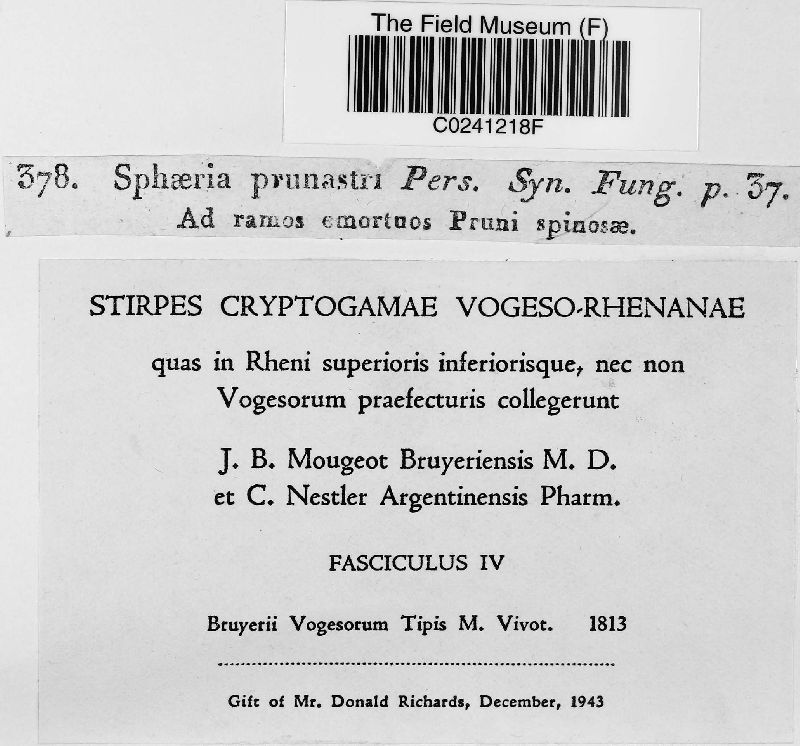 The Field Museum (F)
C0241218F
378. Sphæria prunastri Pers. Syn. Fung. p. 37.
Ad ramos emortuos Pruni spinosæ.
STIRPES CRYPTOGAMAE VOGESO-RHENANAE
quas in Rheni superioris inferiorisque, nec non
Vogesorum praefecturis collegerunt
J. B. Mougeot Bruyeriensis M. D.
et C. Nestler Argentinensis Pharm.
FASCICULUS IV
Bruyerii Vogesorum Tipis M. Vivot. 1813
Gift of Mr. Donald Richards, December, 1943